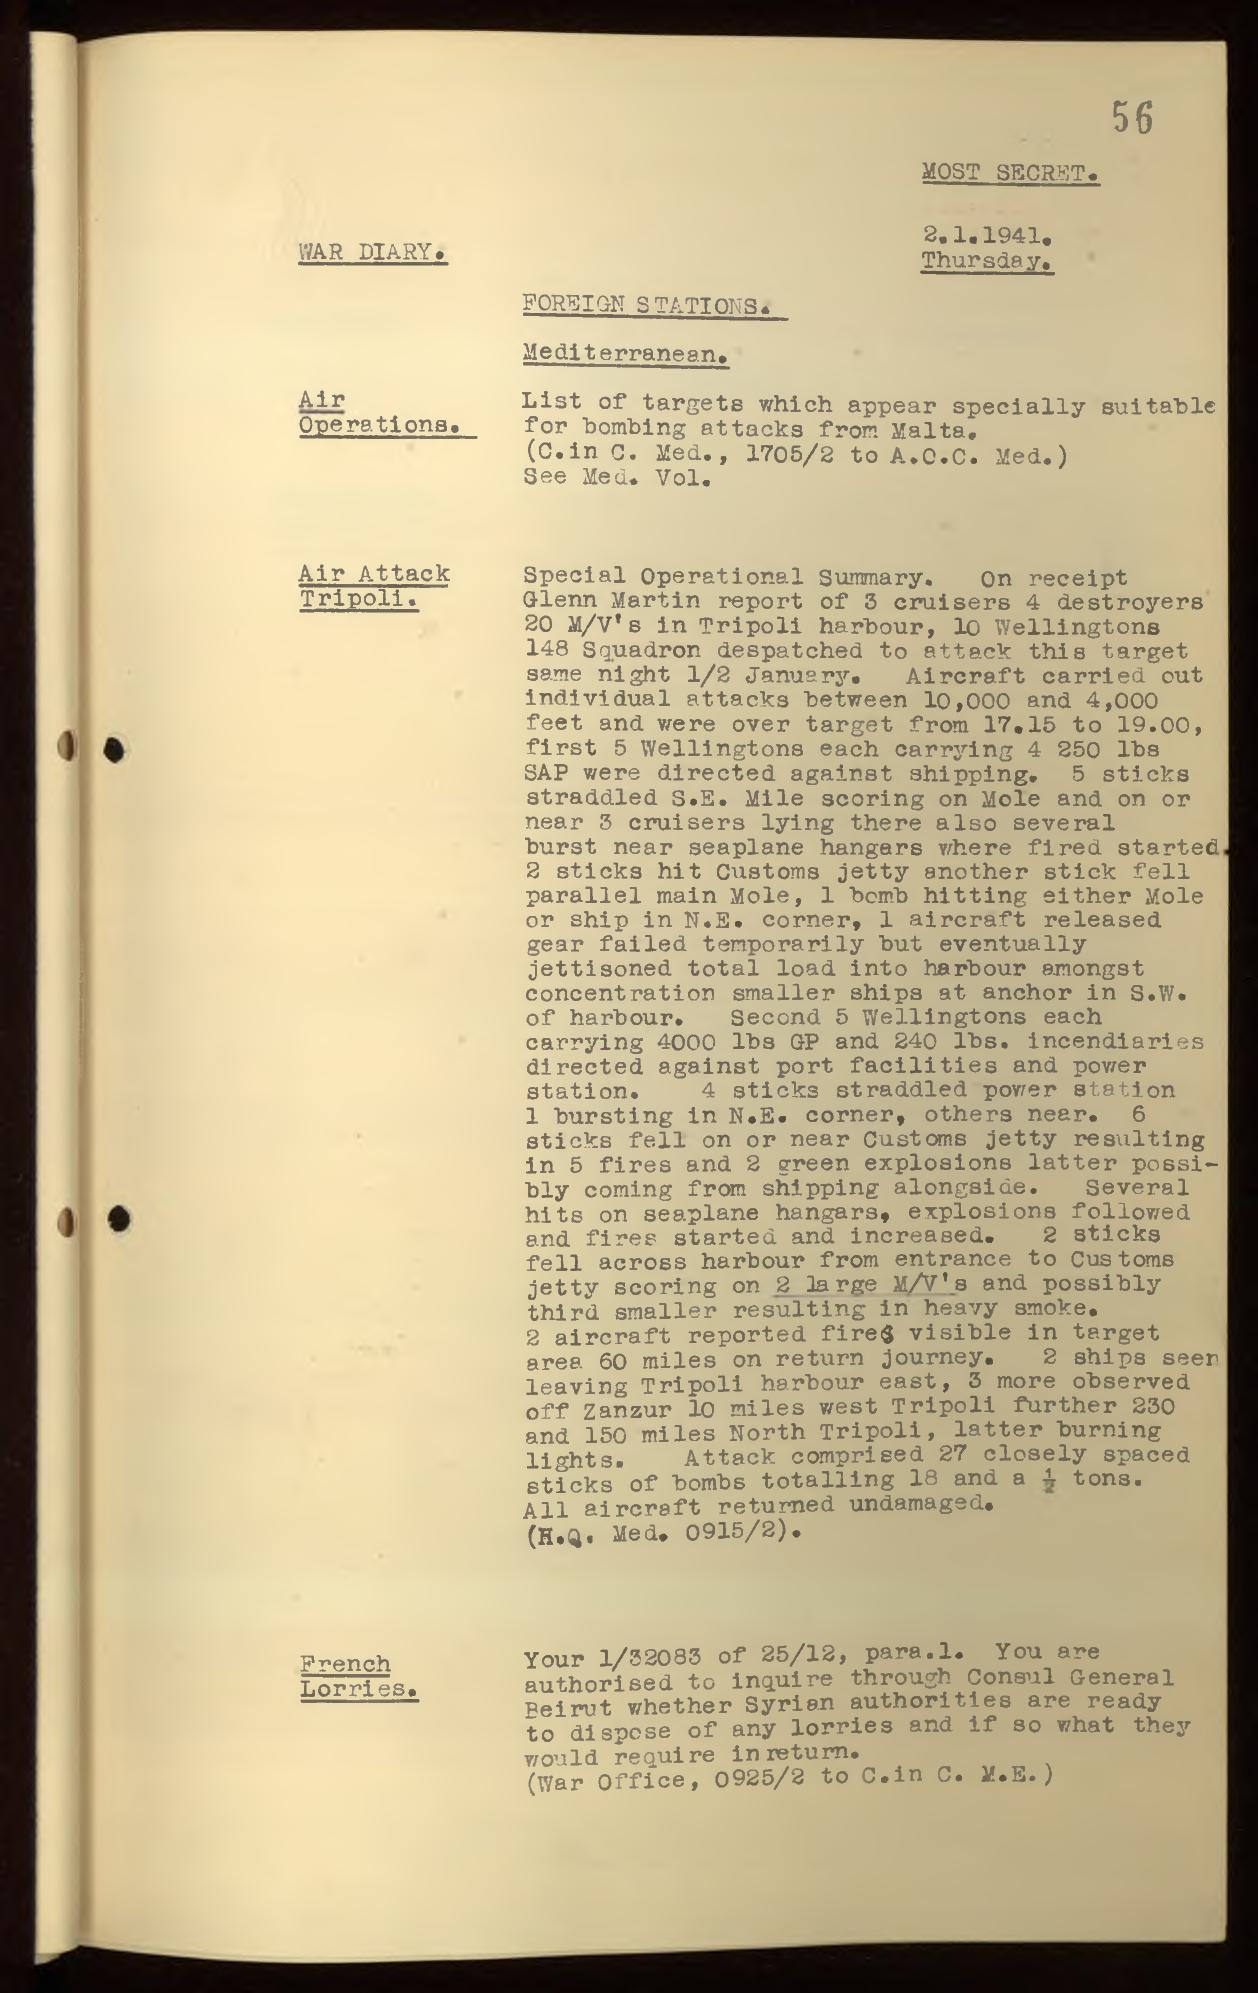 56
MOST SECRET.
2.1.1941.
WAR DIARY.
Thursday.
FOREIGN STATIONS.
Mediterranean.
Air
Operations.
List of targets which appear specially suitable
for bombing attacks from Malta.
(C.in C. Med., 1705/2 to A.O.C. Med.)
See Med. Vol.
Air Attack
Tripoli.
Special Operational Summary. On receipt
Glenn Martin report of 3 cruisers 4 destroyers
20 M/V's in Tripoli harbour, 10 Wellingtons
148 Squadron despatched to attack this target
same night 1/2 January. Aircraft carried out
individual attacks between 10,000 and 4,000
feet and were over target from 17.15 to 19.00,
first 5 Wellingtons each carrying 4 250 lbs
SAP were directed against shipping. 5 sticks
straddled S.E. Mile scoring on Mole and on or
near 3 cruisers lying there also several
burst near seaplane hangars where fired started.
2 sticks hit Customs jetty another stick fell
parallel main Mole, 1 bomb hitting either Mole
or ship in N.E. corner, 1 aircraft released
gear failed temporarily but eventually
jettisoned total load into harbour amongst
concentration smaller ships at anchor in S.W.
of harbour. Second 5 Wellingtons each
carrying 4000 lbs GP and 240 lbs. incendiaries
directed against port facilities and power
station. 4 sticks straddled power station
1 bursting in N.E. corner, others near. 6
sticks fell on or near Customs jetty resulting
in 5 fires and 2 green explosions latter possi-
bly coming from shipping alongside. Several
hits on seaplane hangars, explosions followed
and fires started and increased. 2 sticks
fell across harbour from entrance to Customs
jetty scoring on 2 large M/V's and possibly
third smaller resulting in heavy smoke.
2 aircraft reported fires visible in target
area 60 miles on return journey. 2 ships seen
leaving Tripoli harbour east, 3 more observed
off Zanzur 10 miles west Tripoli further 230
and 150 miles North Tripoli, latter burning
lights. Attack comprised 27 closely spaced
sticks of bombs totalling 18 and a ½ tons.
All aircraft returned undamaged.
(H.Q. Med. 0915/2).
French
Lorries.
Your 1/32083 of 25/12, para.1. You are
authorised to inquire through Consul General
Beirut whether Syrian authorities are ready
to dispose of any lorries and if so what they
would require in return.
(War Office, 0925/2 to C.in C. M.E.)